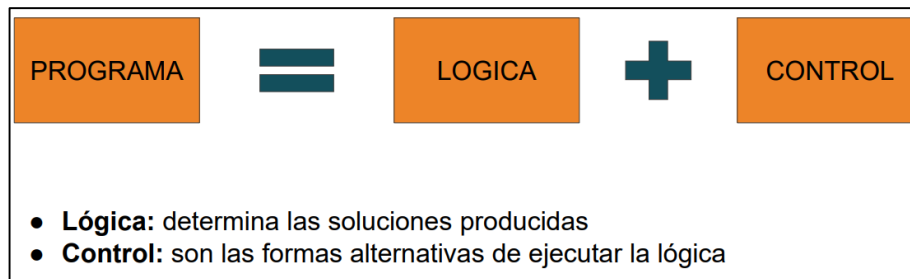 PROGRAMA = LOGICA + CONTROL
● Lógica: determina las soluciones producidas
● Control: son las formas alternativas de ejecutar la lógica